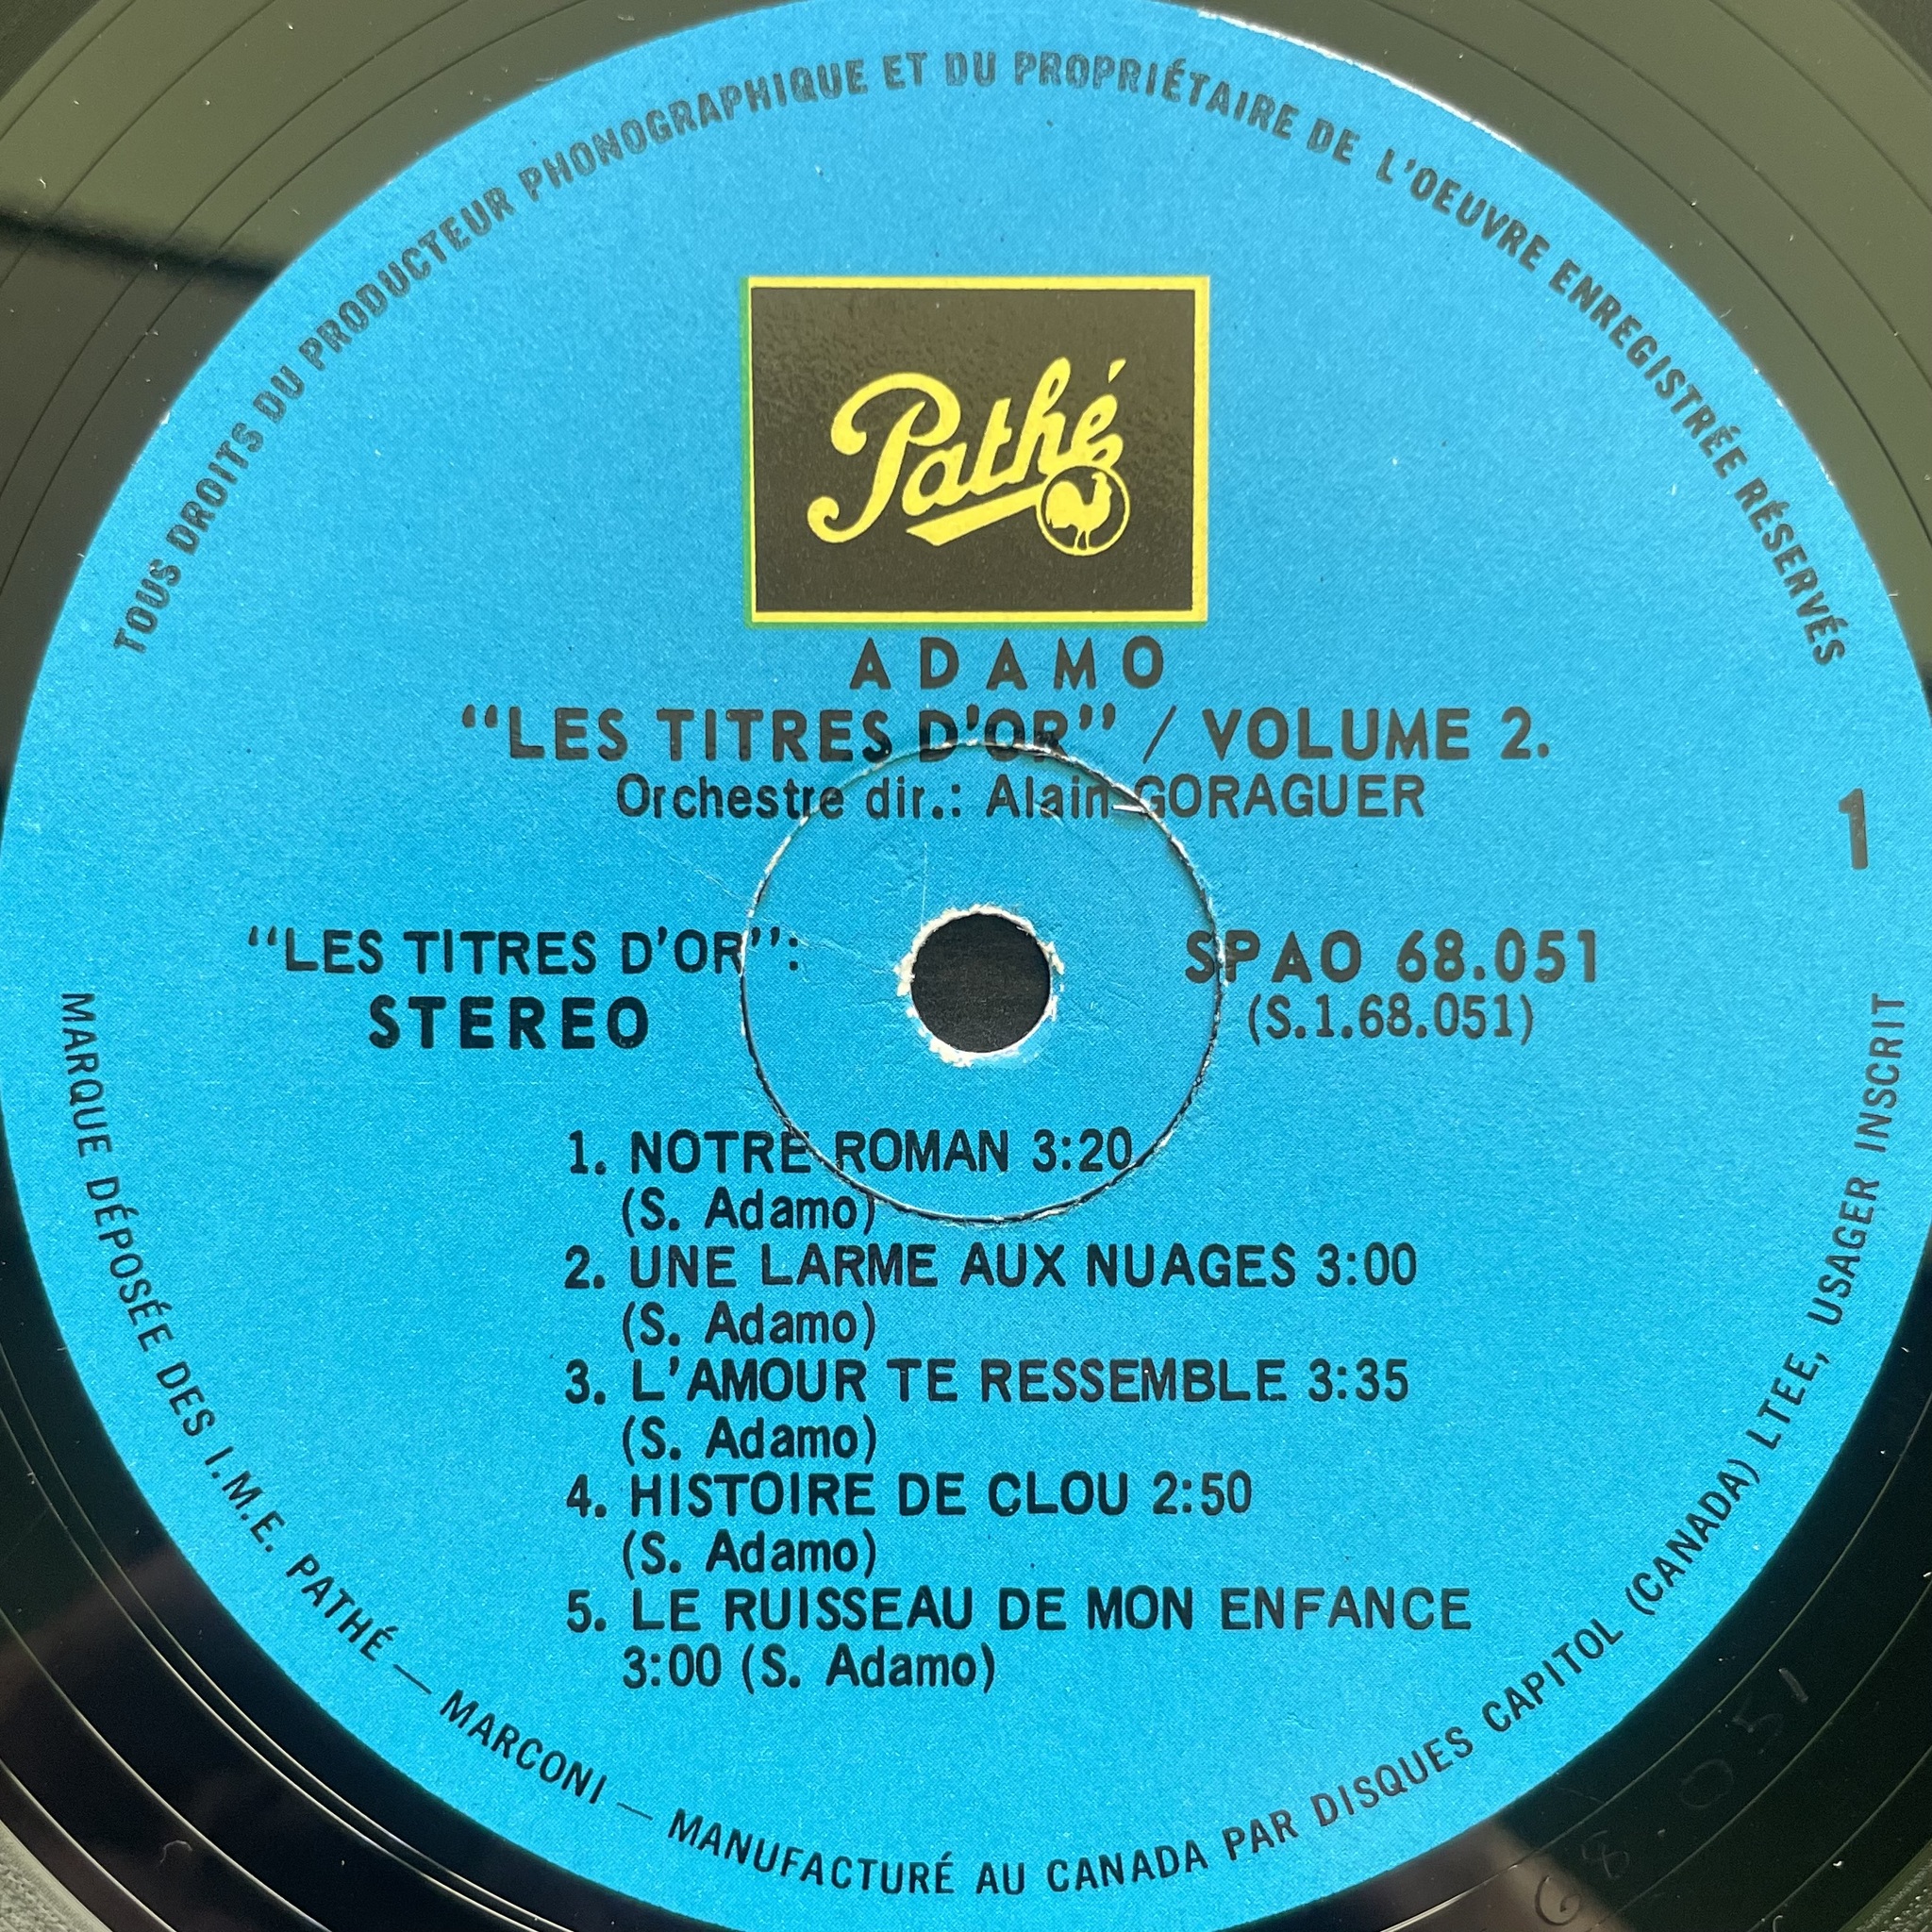 TOUS DROITS DU PRODUCTEUR PHONOGRAPHIQUE ET DU PROPRIÉTAIRE DE L'OEUVRE ENREGISTRÉE RÉSERVÉS
Pathé
ADAMO
"LES TITRES D'OR" / VOLUME 2.
Orchestre dir.: Alain GORAGUER
1
"LES TITRES D'OR":
STEREO
SPAO 68.051
(S.1.68.051)
1. NOTRE ROMAN 3:20
(S. Adamo)
2. UNE LARME AUX NUAGES 3:00
(S. Adamo)
3. L'AMOUR TE RESSEMBLE 3:35
(S. Adamo)
4. HISTOIRE DE CLOU 2:50
(S. Adamo)
5. LE RUISSEAU DE MON ENFANCE
3:00 (S. Adamo)
MARQUE DÉPOSÉE DES I.M.E. PATHÉ — MARCONI — MANUFACTURÉ AU CANADA PAR DISQUES CAPITOL (CANADA) LTEE, USAGER INSCRIT